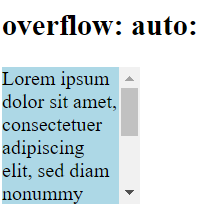 overflow: auto:
Lorem ipsum
dolor sit amet,
consectetuer
adipiscing
elit, sed diam
nonummy